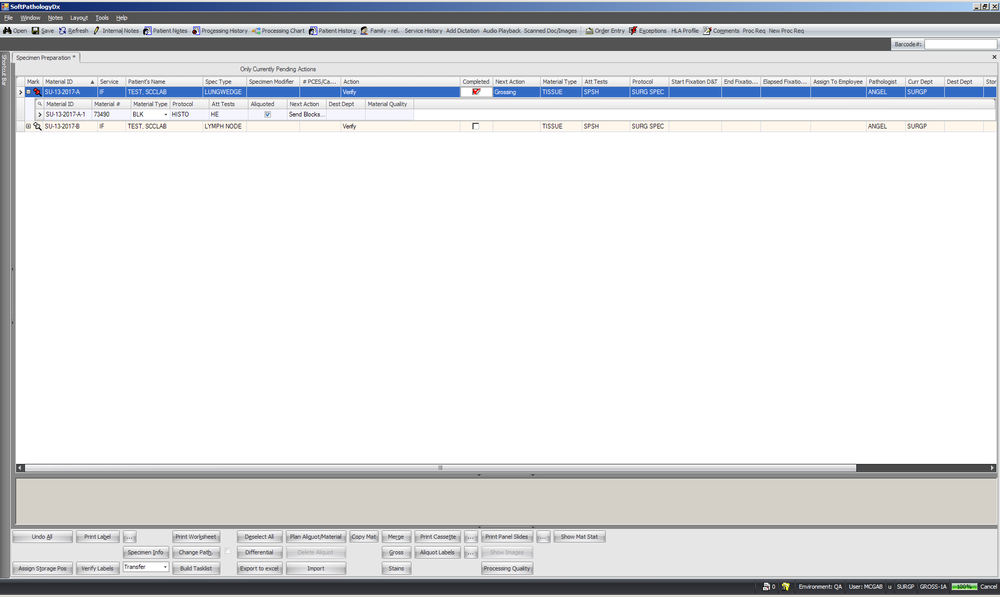 SoftPathologyDx
File Window Notes Layout Tools Help
Open Save Refresh Internal Notes Patient Notes Processing History Processing Chart Patient History Family - rel. Service History Add Dictation Audio Playback Scanned Doc/Images Order Entry Exceptions HLA Profile Comments Proc Req New Proc Req
Barcode#:
Shortcut Bar
Specimen Preparation *
Only Currently Pending Actions
Mark Material ID Service Patient's Name Spec Type Specimen Modifier # PCES/Ca... Action Completed Next Action Material Type Att Tests Protocol Start Fixation D&T End Fixatio... Elapsed Fixatio... Assign To Employee Pathologist Curr Dept Dest Dept Stor
SU-13-2017-A IF TEST, SCCLAB LUNGWEDGE Verify Grossing TISSUE SPSH SURG SPEC ANGEL SURGP
Material ID Material # Material Type Protocol Att Tests Aliquoted Next Action Dest Dept Material Quality
SU-13-2017-A-1 73490 BLK HISTO HE Send Blocks...
SU-13-2017-B IF TEST, SCCLAB LYMPH NODE Verify TISSUE SPSH SURG SPEC ANGEL SURGP
Undo All Print Label ... Print Worksheet Deselect All Plan Aliquot/Material Copy Mat Merge Print Cassette ... Print Panel Slides ... Show Mat Stat
Specimen Info Change Path. Differential Delete Aliquot Gross Aliquot Labels ... Show Images
Assign Storage Pos Verify Labels Transfer Build Tasklist Export to excel Import Stains Processing Quality
0 Environment: QA User: MCGAB u SURGP GROSS-1A 100% Cancel